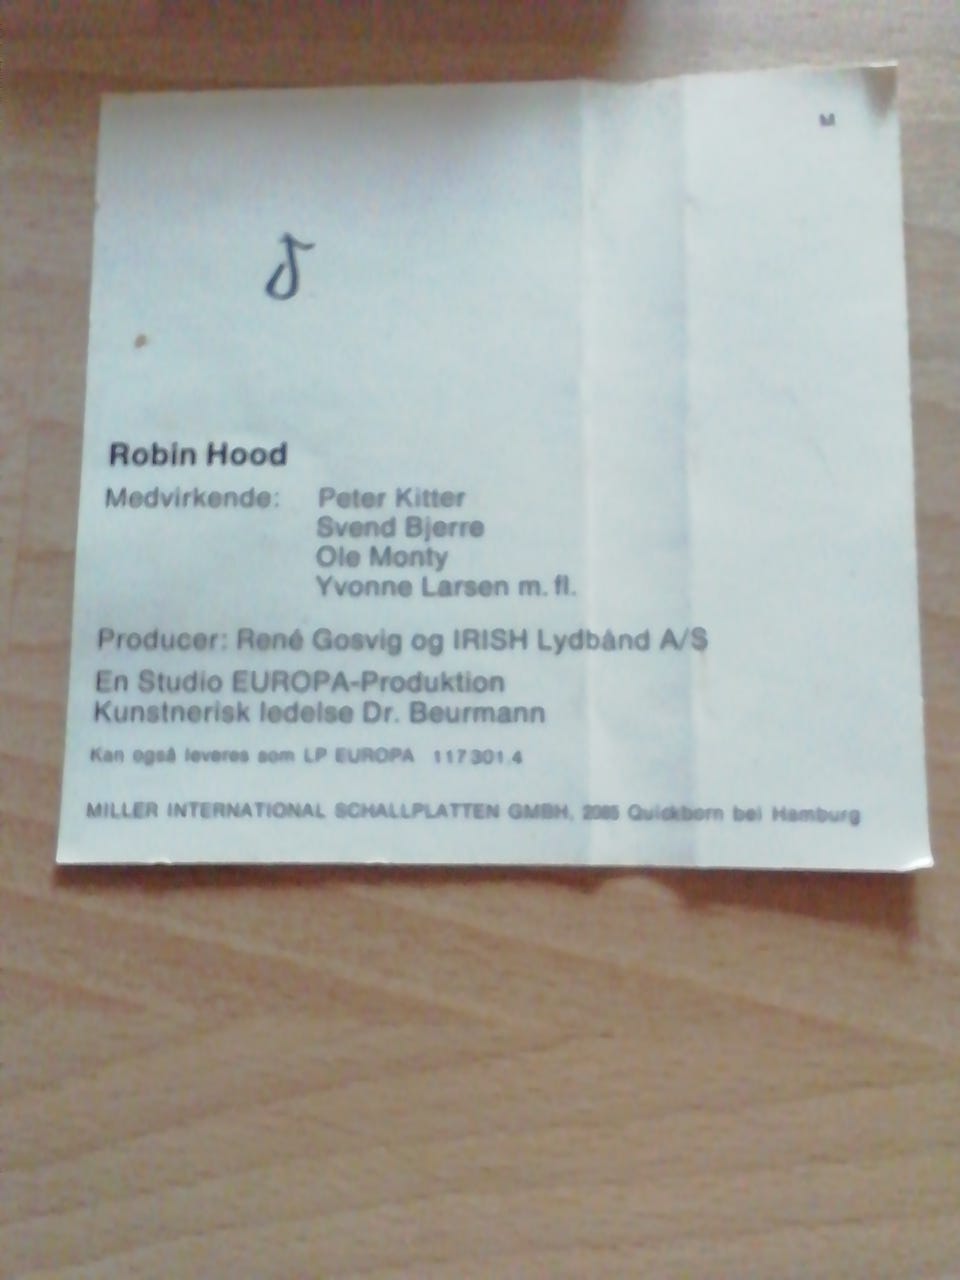 M
Robin Hood
Medvirkende: Peter Kitter
Svend Bjerre
Ole Monty
Yvonne Larsen m. fl.
Producer: René Gosvig og IRISH Lydbånd A/S
En Studio EUROPA-Produktion
Kunstnerisk ledelse Dr. Beurmann
Kan også leveres som LP EUROPA 117 301.4
MILLER INTERNATIONAL SCHALLPLATTEN GMBH, 2085 Quickborn bei Hamburg